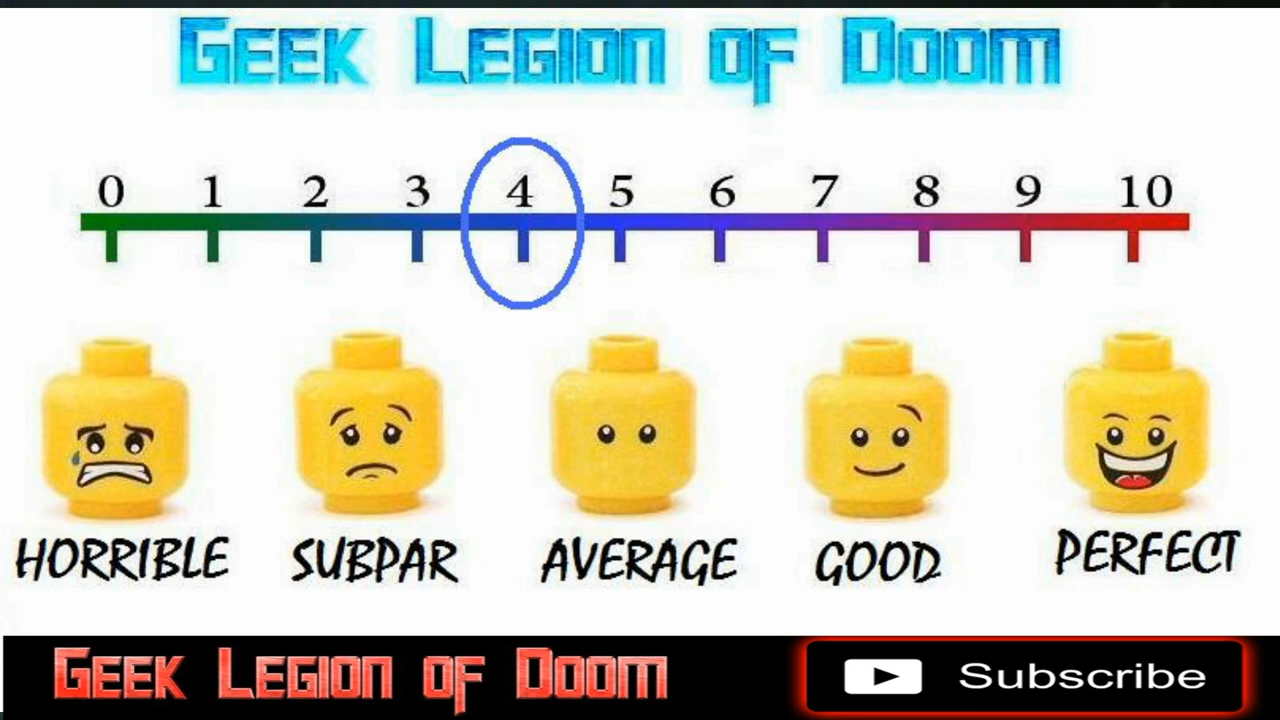 Geek Legion of Doom
0 1 2 3 4 5 6 7 8 9 10
HORRIBLE SUBPAR AVERAGE GOOD PERFECT
Geek Legion of Doom Subscribe